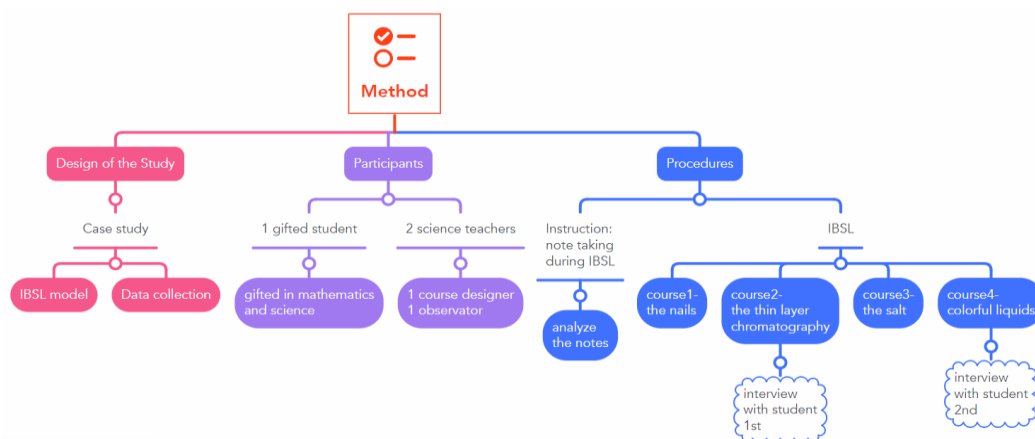 Method
Design of the Study
Participants
Procedures
Case study
1 gifted student
2 science teachers
Instruction:
note taking
during IBSL
IBSL
IBSL model
Data collection
gifted in mathematics
and science
1 course designer
1 observator
analyze
the notes
course1-
the nails
course2-
the thin layer
chromatography
course3-
the salt
course4-
colorful liquids
interview
with student
1st
interview
with student
2nd